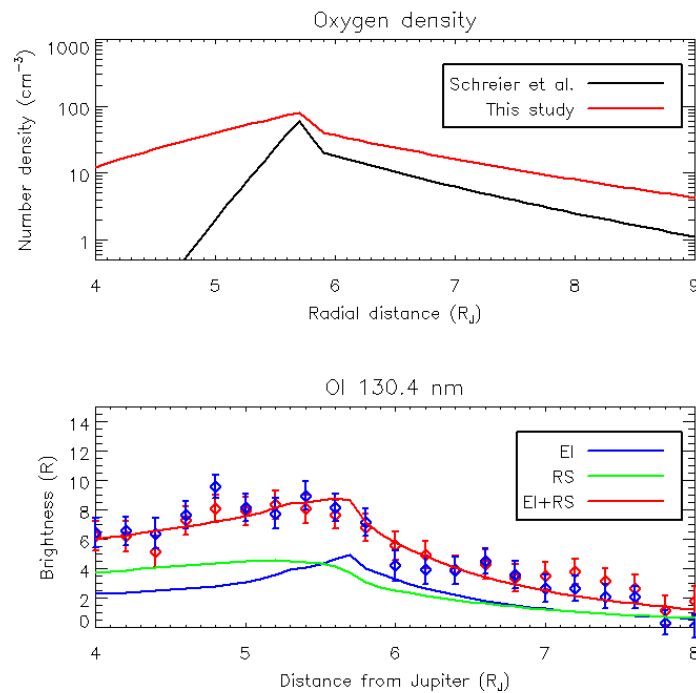 Oxygen density
1000
100
10
1
Number density (cm⁻³)
Schreier et al.
This study
4 5 6 7 8 9
Radial distance (R_J)
OI 130.4 nm
14
12
10
8
6
4
2
0
Brightness (R)
EI
RS
EI+RS
4 5 6 7 8
Distance from Jupiter (R_J)